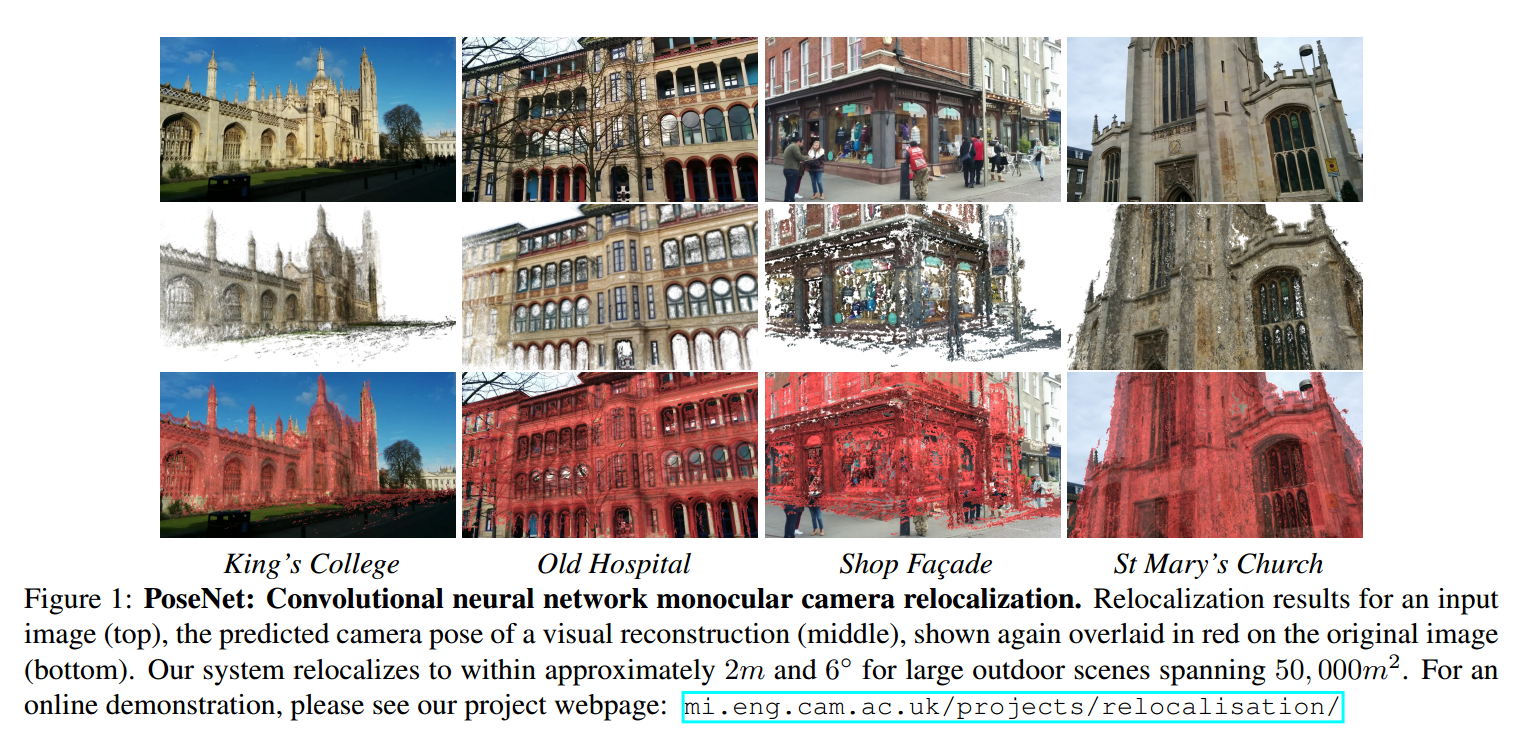 King's College
Old Hospital
Shop Façade
St Mary's Church
Figure 1: PoseNet: Convolutional neural network monocular camera relocalization. Relocalization results for an input
image (top), the predicted camera pose of a visual reconstruction (middle), shown again overlaid in red on the original image
(bottom). Our system relocalizes to within approximately 2m and 6° for large outdoor scenes spanning 50,000m². For an
online demonstration, please see our project webpage: mi.eng.cam.ac.uk/projects/relocalisation/